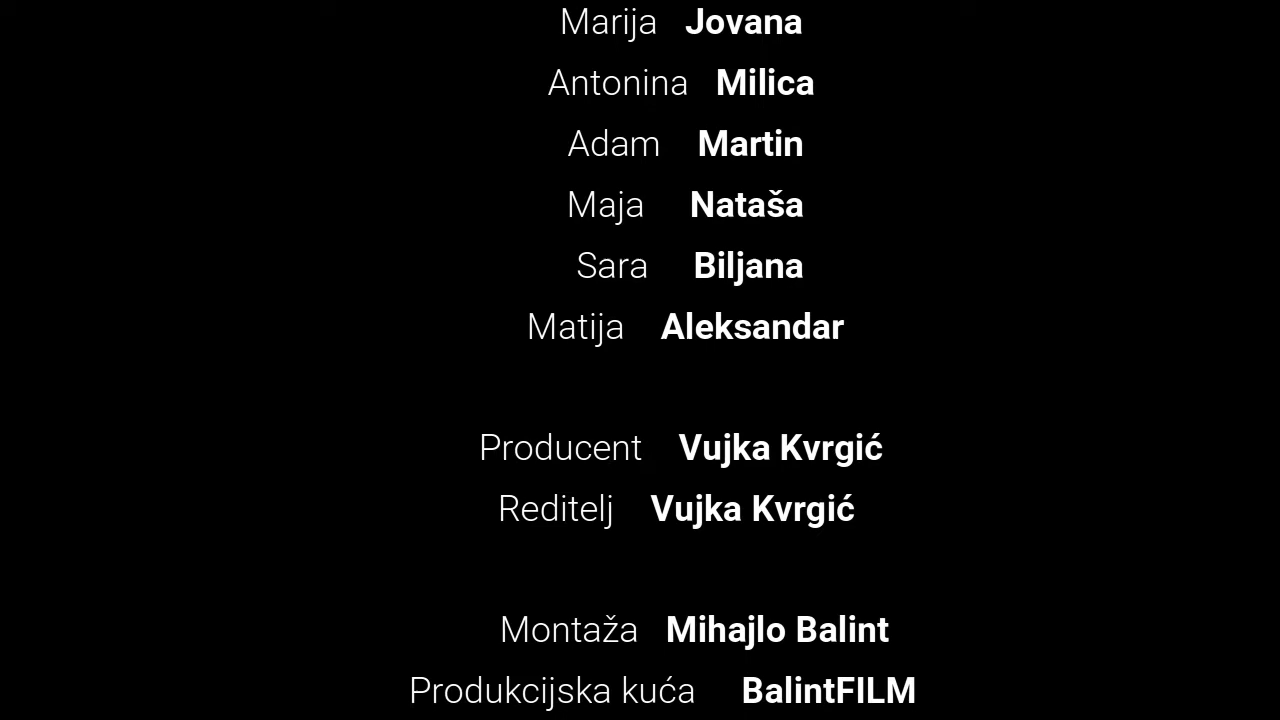 Marija Jovana
Antonina Milica
Adam Martin
Maja Nataša
Sara Biljana
Matija Aleksandar
Producent Vujka Kvrgić
Reditelj Vujka Kvrgić
Montaža Mihajlo Balint
Produkcijska kuća BalintFILM